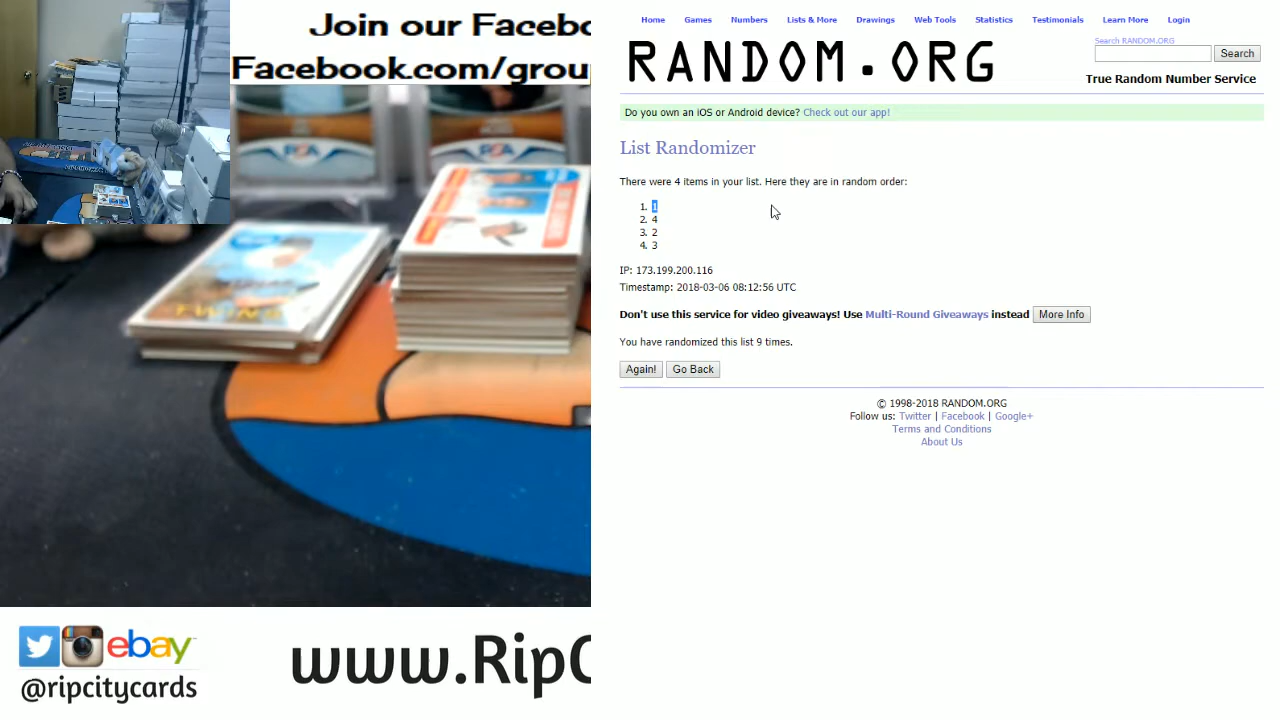 Join our Facebo
Facebook.com/grou
TWINS
www.RipC
ebay
@ripcitycards
Home Games Numbers Lists & More Drawings Web Tools Statistics Testimonials Learn More Login
RANDOM.ORG
Search RANDOM.ORG
Search
True Random Number Service
Do you own an iOS or Android device? Check out our app!
List Randomizer
There were 4 items in your list. Here they are in random order:
1. 1
2. 4
3. 2
4. 3
IP: 173.199.200.116
Timestamp: 2018-03-06 08:12:56 UTC
Don't use this service for video giveaways! Use Multi-Round Giveaways instead More Info
You have randomized this list 9 times.
Again! Go Back
© 1998-2018 RANDOM.ORG
Follow us: Twitter | Facebook | Google+
Terms and Conditions
About Us